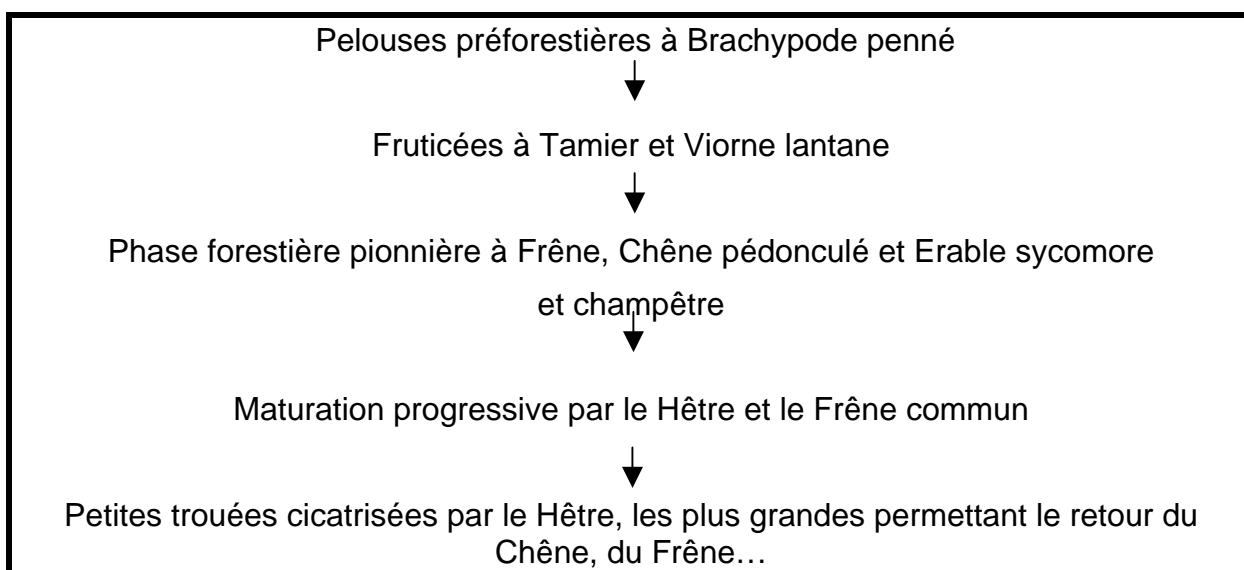 Pelouses préforestières à Brachypode penné
Fruticées à Tamier et Viorne lantane
Phase forestière pionnière à Frêne, Chêne pédonculé et Erable sycomore
et champêtre
Maturation progressive par le Hêtre et le Frêne commun
Petites trouées cicatrisées par le Hêtre, les plus grandes permettant le retour du
Chêne, du Frêne…